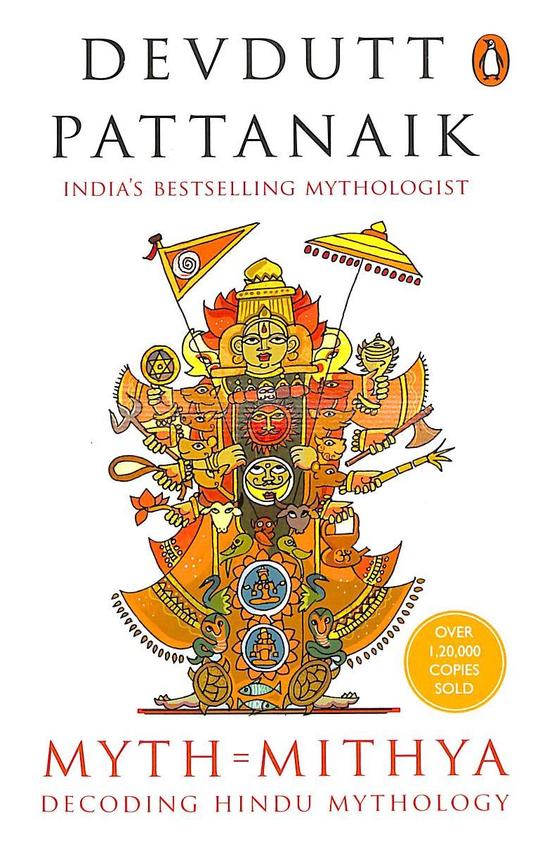 DEVDUTT
PATTANAIK
INDIA'S BESTSELLING MYTHOLOGIST
ॐ
OVER
1,20,000
COPIES
SOLD
MYTH = MITHYA
DECODING HINDU MYTHOLOGY